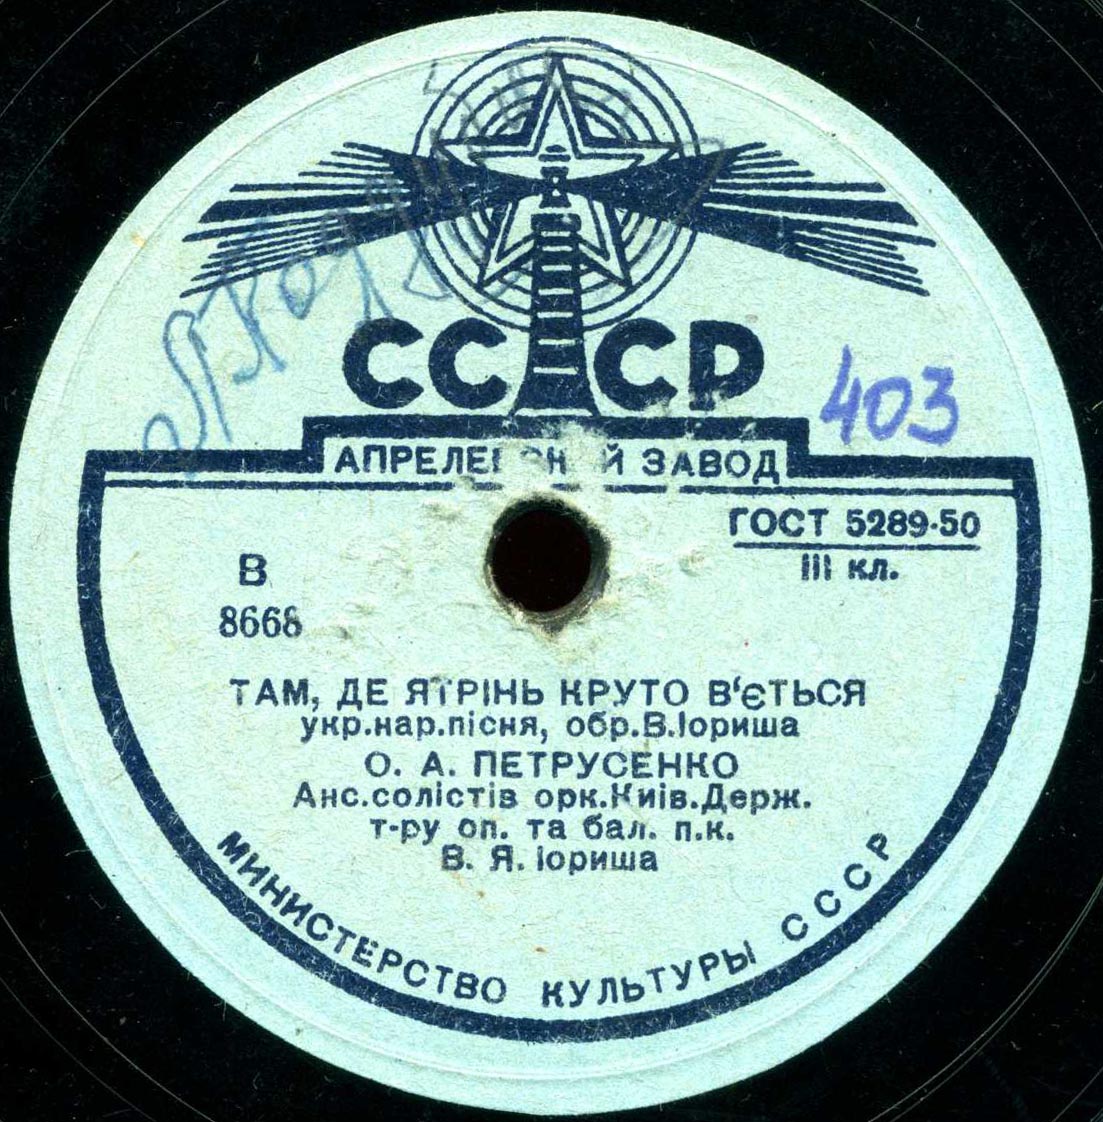 СССР
АПРЕЛЕВСКИЙ ЗАВОД
403
ГОСТ 5289-50
III кл.
В
8668
ТАМ, ДЕ ЯТРІНЬ КРУТО В‘ЄТЬСЯ
укр.нар.пісня, обр.В.Іориша
О. А. ПЕТРУСЕНКО
Анс.солістів орк.Київ.Держ.
т-ру оп. та бал. п.к.
В. Я. Іориша
МИНИСТЕРСТВО КУЛЬТУРЫ СССР